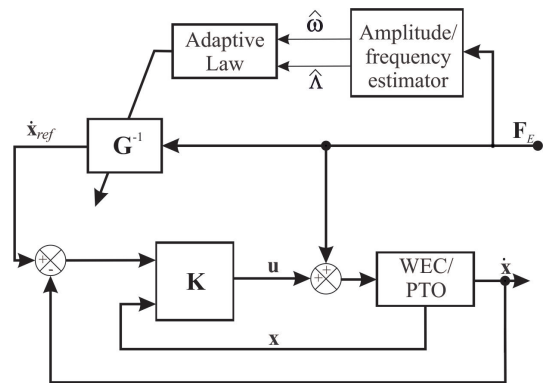 Adaptive
Law
ω̂
Λ̂
Amplitude/
frequency
estimator
ẋref
G-1
FE
+
-
K
u
+
+
WEC/
PTO
ẋ
x